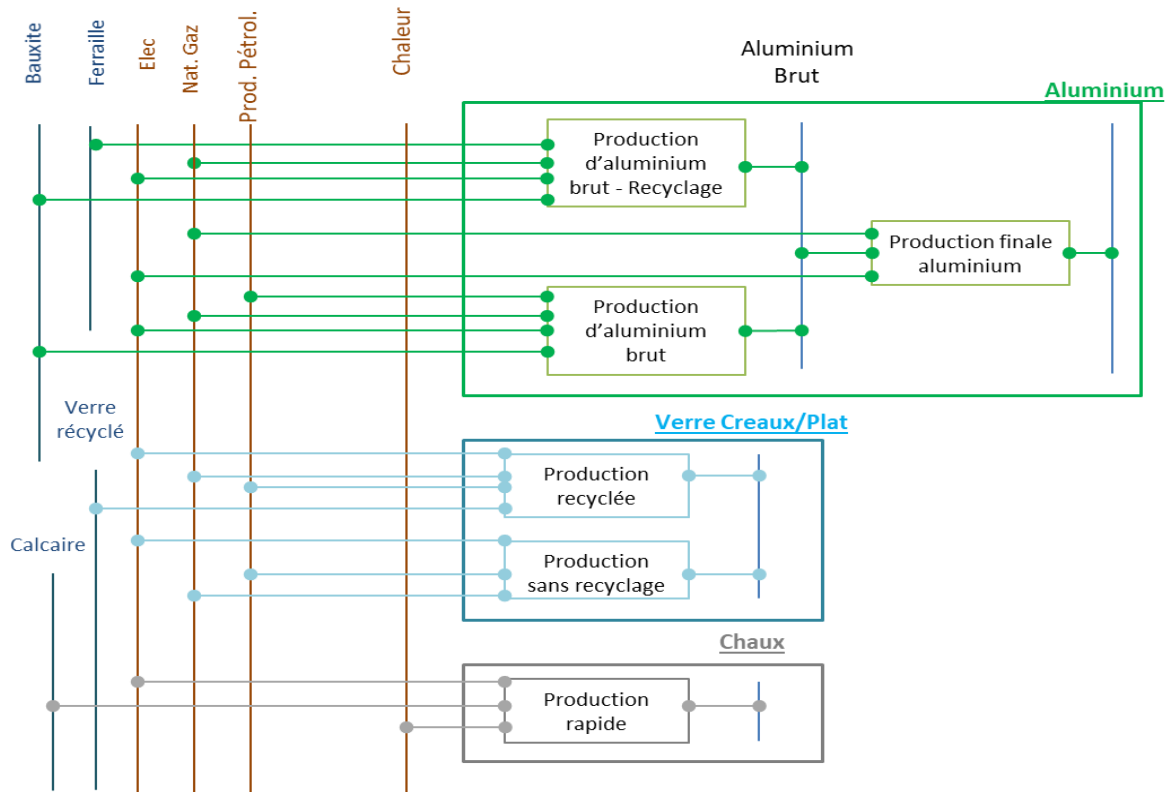 Bauxite
Ferraille
Elec
Nat. Gaz
Prod. Pétrol.
Chaleur
Aluminium
Brut
Aluminium
Production
d'aluminium
brut - Recyclage
Production finale
aluminium
Production
d'aluminium
brut
Verre
récyclé
Verre Creaux/Plat
Production
recyclée
Calcaire
Production
sans recyclage
Chaux
Production
rapide